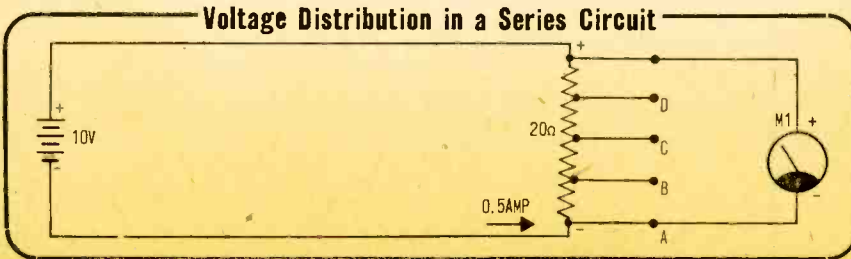 Voltage Distribution in a Series Circuit
+
+
10V
-
D
20Ω
C
B
M1 +
-
0.5AMP
-
A